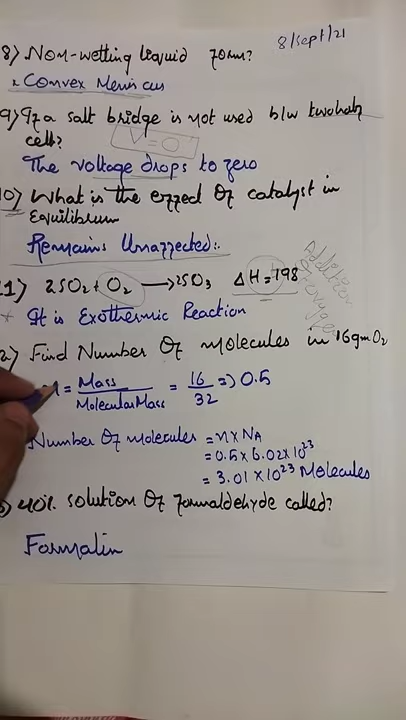 8/Sept/21
8) Non-wetting liquid form?
x Convex Meniscus
9) If a salt bridge is not used b/w two half
cell?
V=0
The voltage drops to zero
10) What is the effect Of catalyst in
Equilibrium
Remains Unaffected:.
11) 2SO2 + O2 → 2SO3 ΔH=-198
Addition
Of oxygen
It is Exothermic Reaction
2) Find Number Of Molecules in 16gm O2
n = Mass / Molecular Mass = 16 / 32 => 0.5
Number Of molecules = n x NA
= 0.5 x 6.02 x 10^23
= 3.01 x 10^23 Molecules
40% solution Of formaldehyde called?
Formalin